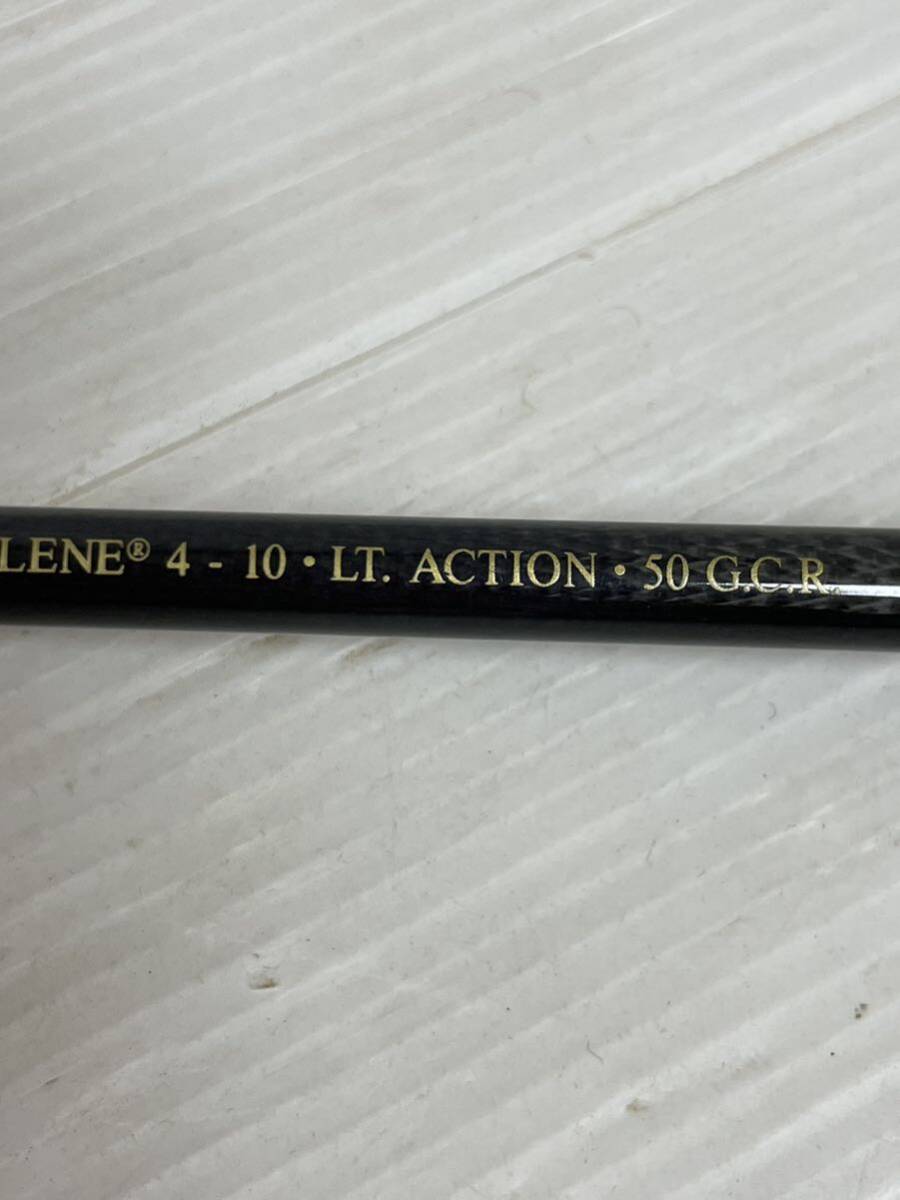 LENE® 4 - 10 • LT. ACTION • 50 G.C.R.